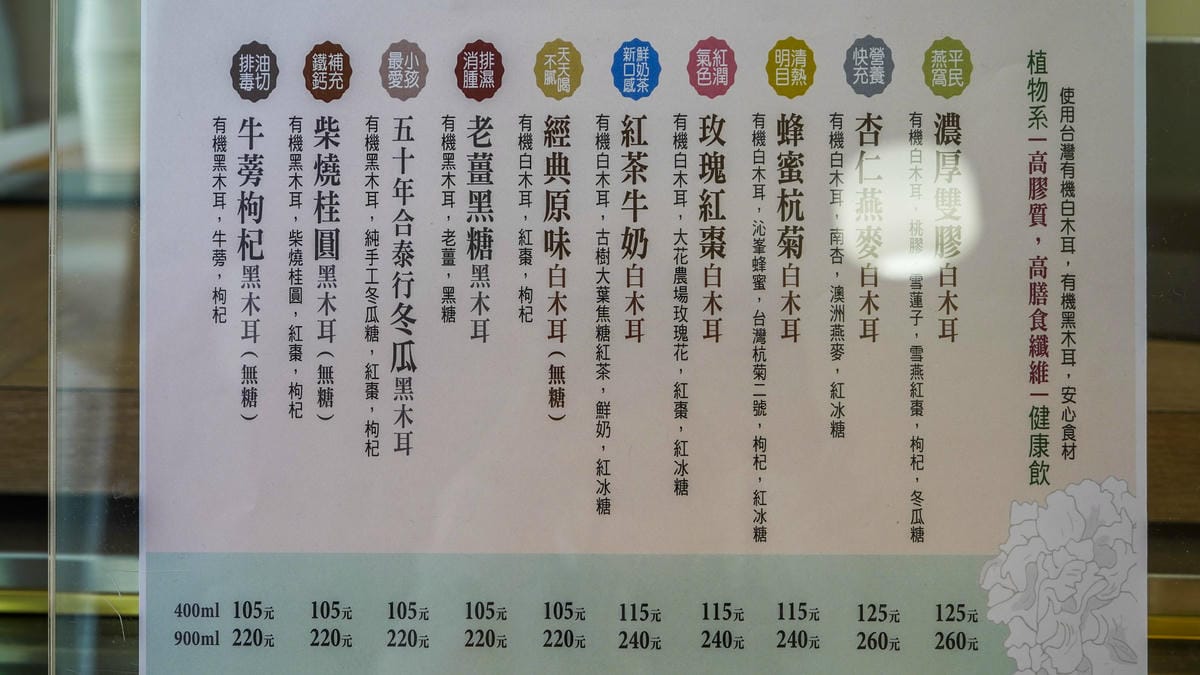 使用台灣有機白木耳，有機黑木耳，安心食材
植物系－高膠質，高膳食纖維－健康飲
平民燕窩
濃厚雙膠白木耳
有機白木耳，桃膠，雪蓮子，雪燕紅棗，枸杞，冬瓜糖
營養快充
杏仁燕麥白木耳
有機白木耳，南杏，澳洲燕麥，紅冰糖
清熱明目
蜂蜜杭菊白木耳
有機白木耳，沁峯蜂蜜，台灣杭菊二號，枸杞，紅冰糖
紅潤氣色
玫瑰紅棗白木耳
有機白木耳，大花農場玫瑰花，紅棗，紅冰糖
鮮奶茶新口感
紅茶牛奶白木耳
有機白木耳，古樹大葉焦糖紅茶，鮮奶，紅冰糖
天天喝不膩
經典原味白木耳（無糖）
有機白木耳，紅棗，枸杞
排濕消腫
老薑黑糖黑木耳
有機黑木耳，老薑，黑糖
小孩最愛
五十年合泰行冬瓜黑木耳
有機黑木耳，純手工冬瓜糖，紅棗，枸杞
補充鐵鈣
柴燒桂圓黑木耳（無糖）
有機黑木耳，柴燒桂圓，紅棗，枸杞
油切排毒
牛蒡枸杞黑木耳（無糖）
有機黑木耳，牛蒡，枸杞
400ml 105元 105元 105元 105元 105元 115元 115元 115元 125元 125元
900ml 220元 220元 220元 220元 220元 240元 240元 240元 260元 260元